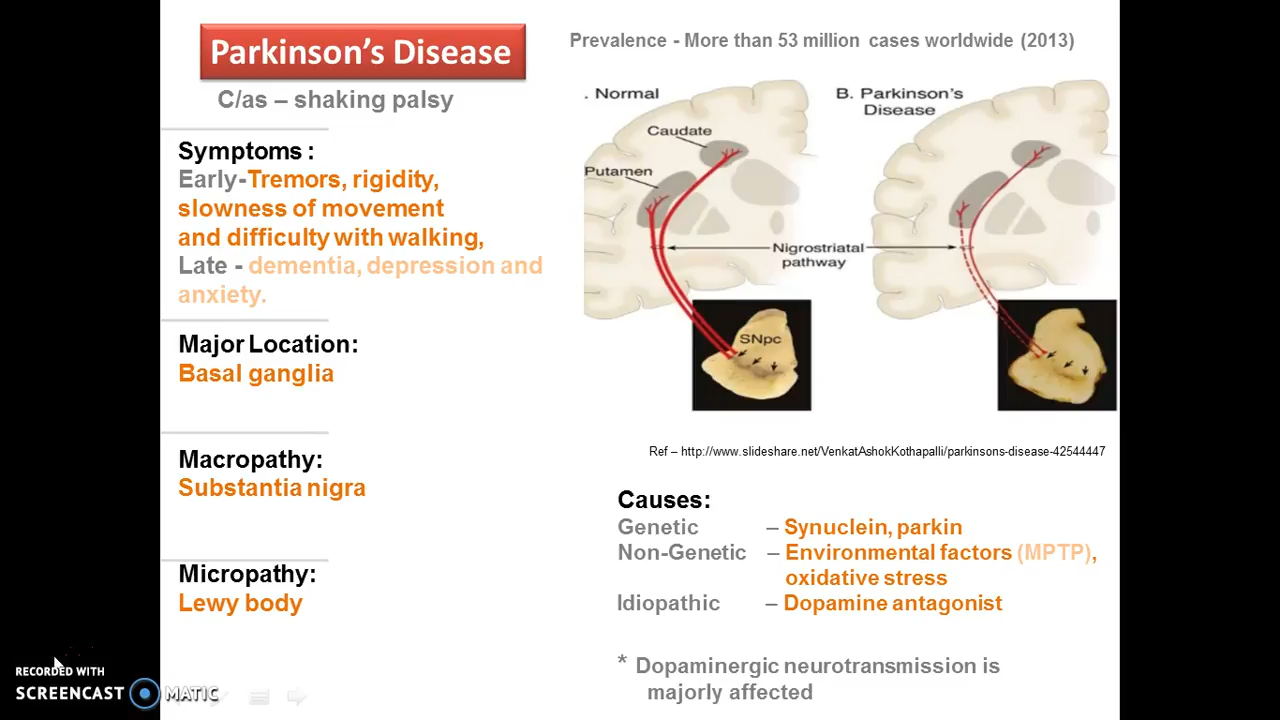 Parkinson's Disease
C/as – shaking palsy
Prevalence - More than 53 million cases worldwide (2013)
Symptoms :
Early-Tremors, rigidity,
slowness of movement
and difficulty with walking,
Late - dementia, depression and
anxiety.
Major Location:
Basal ganglia
Macropathy:
Substantia nigra
Micropathy:
Lewy body
. Normal
Caudate
Putamen
B. Parkinson's
Disease
Nigrostriatal
pathway
SNpc
Ref – http://www.slideshare.net/VenkatAshokKothapalli/parkinsons-disease-42544447
Causes:
Genetic – Synuclein, parkin
Non-Genetic – Environmental factors (MPTP),
oxidative stress
Idiopathic – Dopamine antagonist
* Dopaminergic neurotransmission is
majorly affected
RECORDED WITH
SCREENCAST MATIC